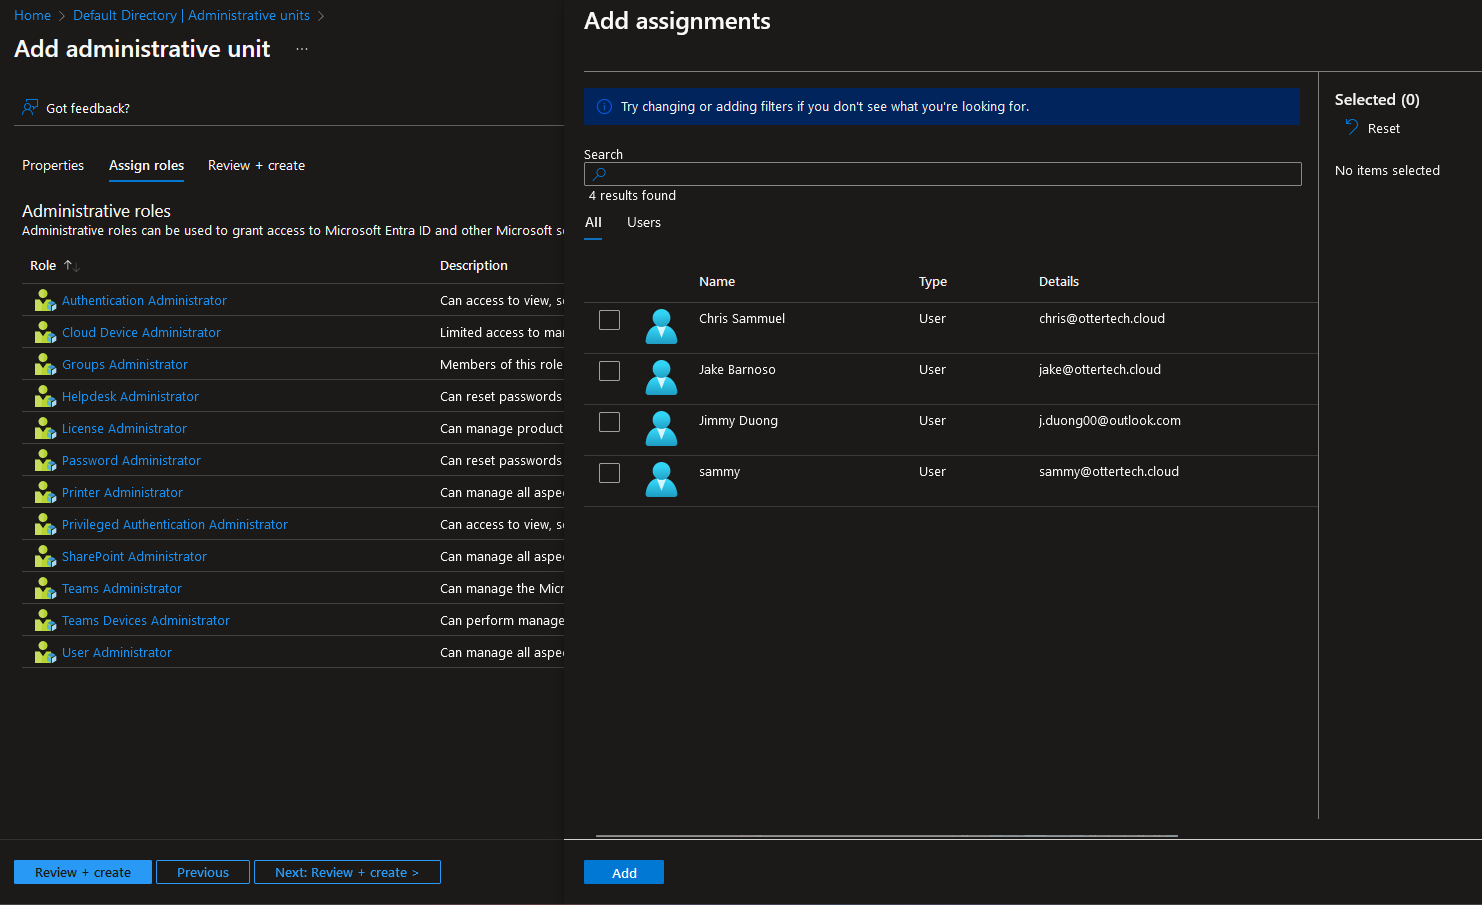 Home > Default Directory | Administrative units >
Add administrative unit ...
Got feedback?
Properties Assign roles Review + create
Administrative roles
Administrative roles can be used to grant access to Microsoft Entra ID and other Microsoft
Role Description
Authentication Administrator Can access to view,
Cloud Device Administrator Limited access to
Groups Administrator Members of this role
Helpdesk Administrator Can reset passwords
License Administrator Can manage product
Password Administrator Can reset passwords
Printer Administrator Can manage all
Privileged Authentication Administrator Can access to view,
SharePoint Administrator Can manage all
Teams Administrator Can manage the
Teams Devices Administrator Can perform
User Administrator Can manage all
Review + create Previous Next: Review + create >
Add assignments
Try changing or adding filters if you don't see what you're looking for.
Search
4 results found
All Users
Name Type Details
Chris Sammuel User chris@ottertech.cloud
Jake Barnoso User jake@ottertech.cloud
Jimmy Duong User j.duong00@outlook.com
sammy User sammy@ottertech.cloud
Add
Selected (0)
Reset
No items selected